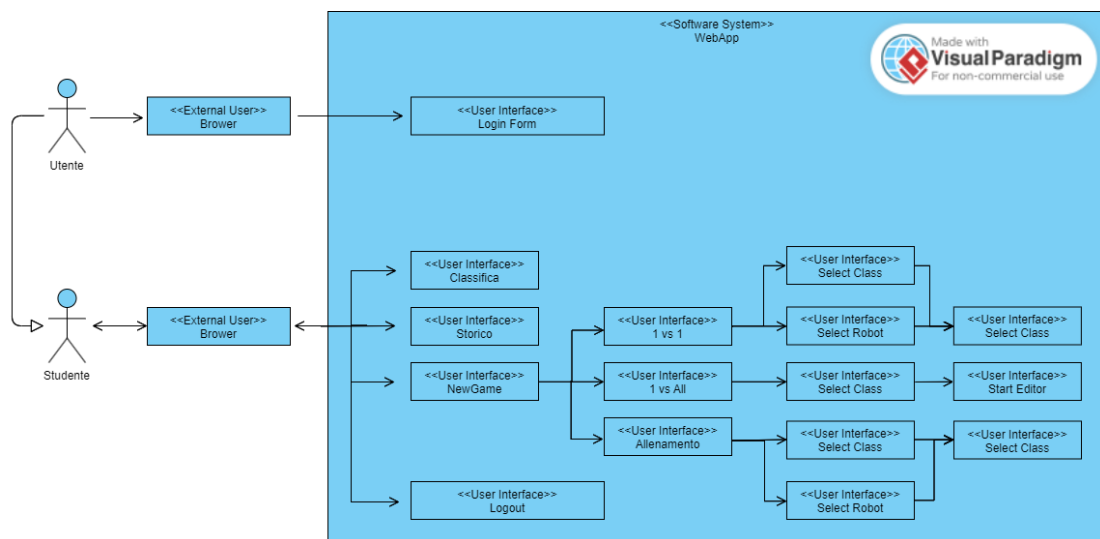 <<Software System>>
WebApp
Made with
VisualParadigm
For non-commercial use
<<External User>>
Brower
<<User Interface>>
Login Form
Utente
<<User Interface>>
Classifica
<<User Interface>>
Select Class
<<External User>>
Brower
<<User Interface>>
Storico
<<User Interface>>
1 vs 1
<<User Interface>>
Select Robot
<<User Interface>>
Select Class
Studente
<<User Interface>>
NewGame
<<User Interface>>
1 vs All
<<User Interface>>
Select Class
<<User Interface>>
Start Editor
<<User Interface>>
Allenamento
<<User Interface>>
Select Class
<<User Interface>>
Select Class
<<User Interface>>
Logout
<<User Interface>>
Select Robot